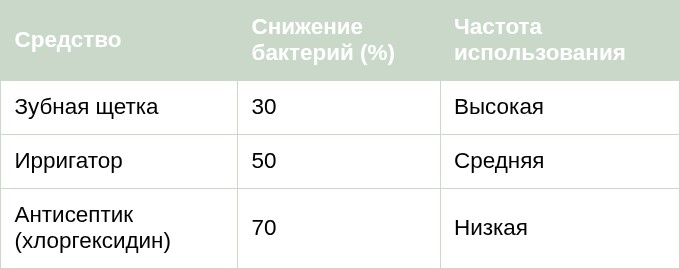 Средство
Снижение
бактерий (%)
Частота
использования
Зубная щетка
30
Высокая
Ирригатор
50
Средняя
Антисептик
(хлоргексидин)
70
Низкая